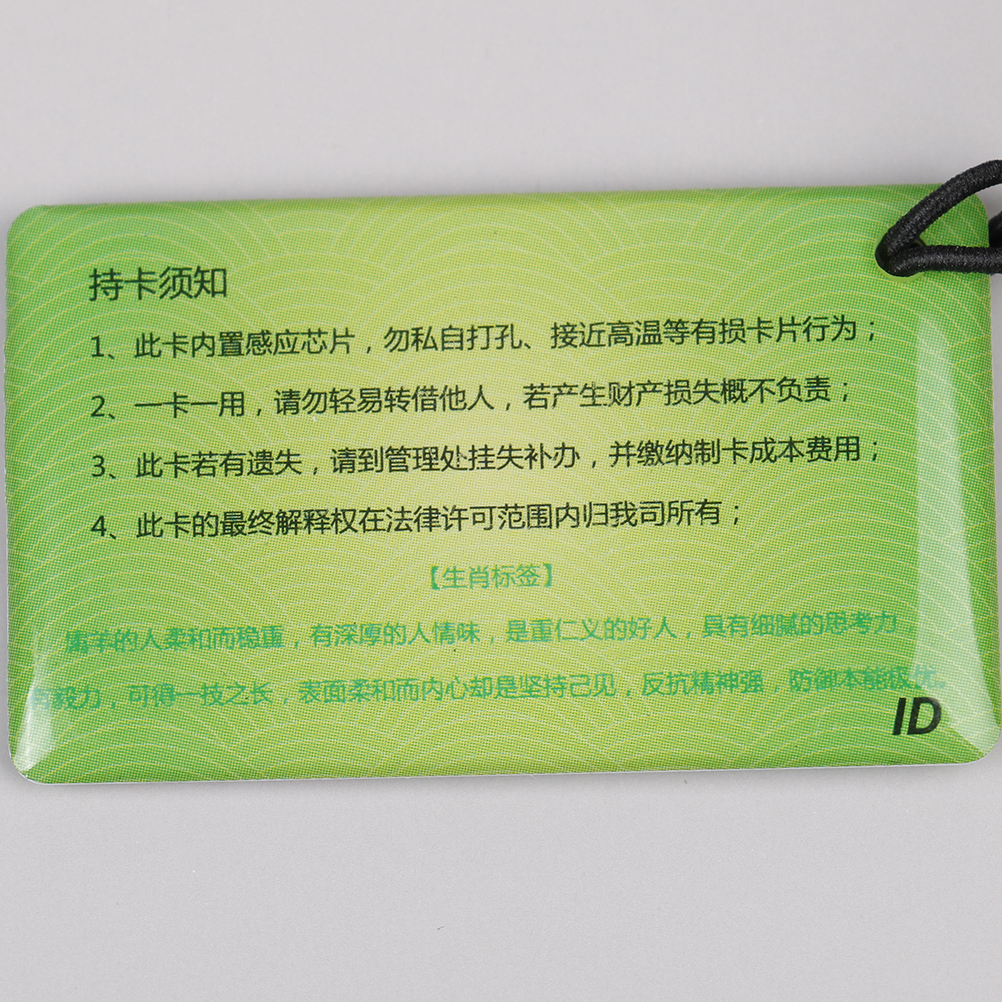 持卡须知
1、此卡内置感应芯片，勿私自打孔、接近高温等有损卡片行为；
2、一卡一用，请勿轻易转借他人，若产生财产损失概不负责；
3、此卡若有遗失，请到管理处挂失补办，并缴纳制卡成本费用；
4、此卡的最终解释权在法律许可范围内归我司所有；
【生肖标签】
属羊的人柔和而稳重，有深厚的人情味，是重仁义的好人，具有细腻的思考力，
有毅力，可得一技之长，表面柔和而内心却是坚持己见，反抗精神强，防御本能极优。
ID